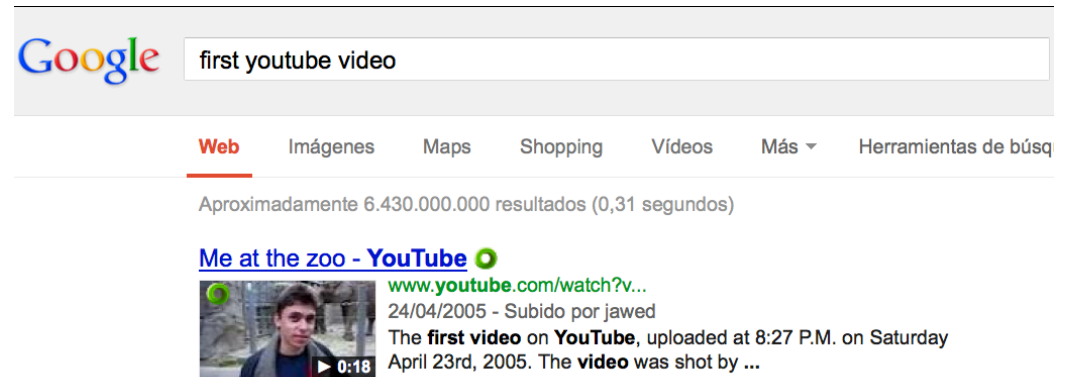 Google
first youtube video
Web Imágenes Maps Shopping Vídeos Más Herramientas de búsq
Aproximadamente 6.430.000.000 resultados (0,31 segundos)
Me at the zoo - YouTube
www.youtube.com/watch?v...
24/04/2005 - Subido por jawed
The first video on YouTube, uploaded at 8:27 P.M. on Saturday
April 23rd, 2005. The video was shot by ...
0:18